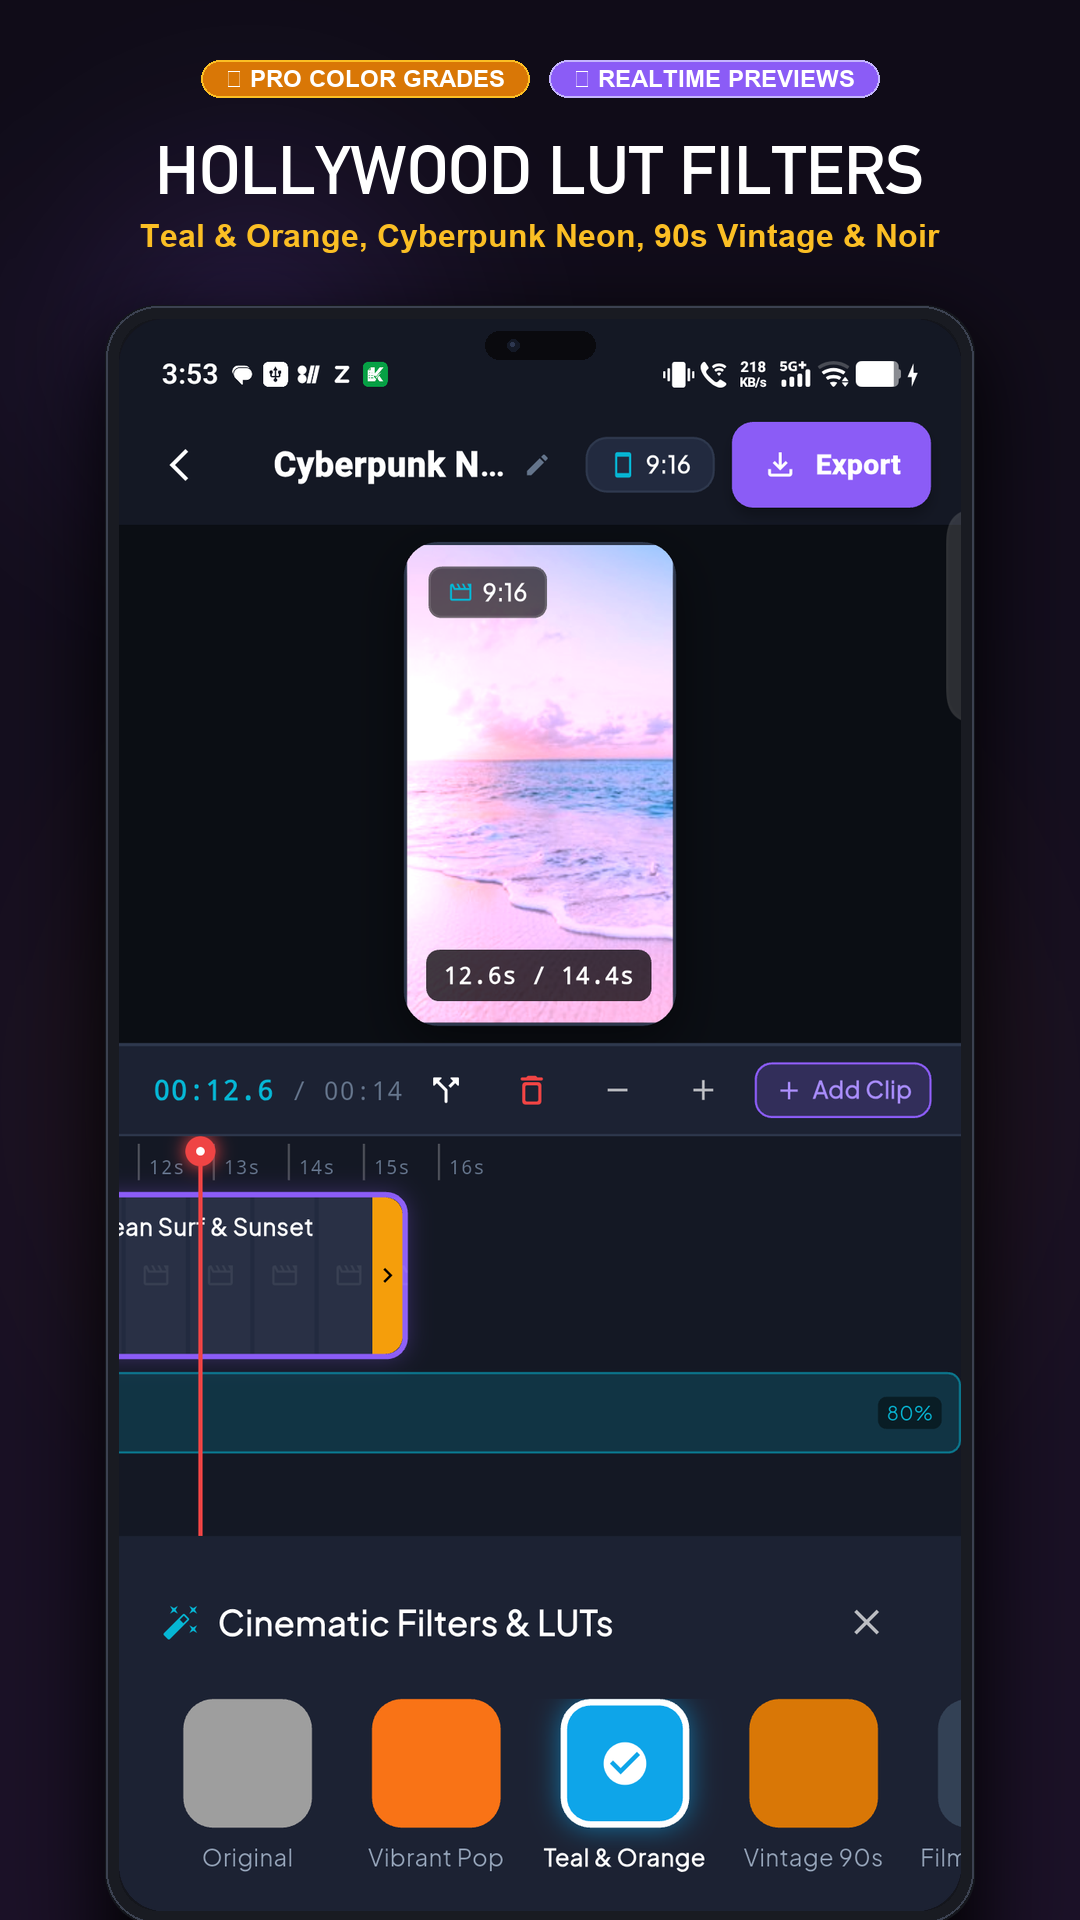 PRO COLOR GRADES
REALTIME PREVIEWS
HOLLYWOOD LUT FILTERS
Teal & Orange, Cyberpunk Neon, 90s Vintage & Noir
3:53
218 KB/s
5G+
Cyberpunk N...
9:16
Export
9:16
12.6s / 14.4s
00:12.6 / 00:14
+ Add Clip
12s
13s
14s
15s
16s
ean Surf & Sunset
80%
Cinematic Filters & LUTs
Original
Vibrant Pop
Teal & Orange
Vintage 90s
Film